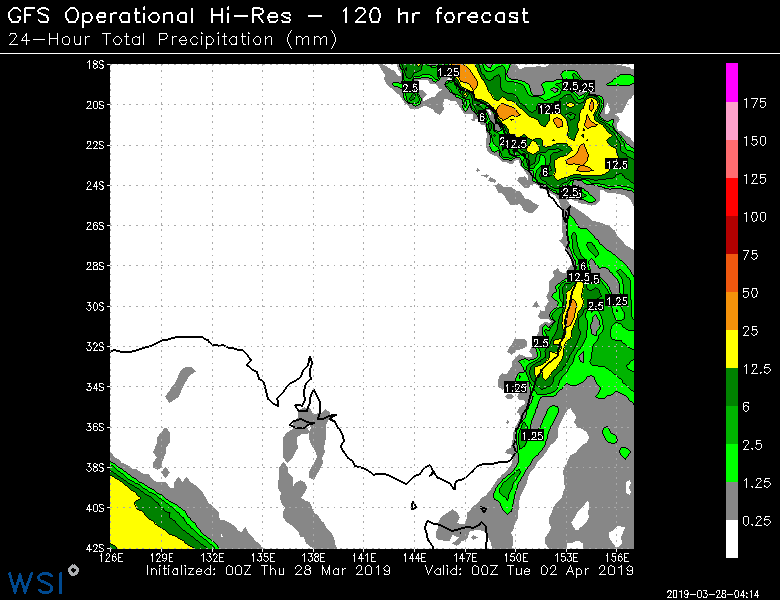 GFS Operational Hi-Res - 120 hr forecast
24-Hour Total Precipitation (mm)
18S
20S
22S
24S
26S
28S
30S
32S
34S
36S
38S
40S
42S
1.25
2.5
2.5
12.5
6
12.5
12.5
6
2.5
6
12.5
2.5
1.25
2.5
2.5
1.25
1.25
175
150
125
100
75
50
25
12.5
6
2.5
1.25
0.25
126E 129E 132E 135E 138E 141E 144E 147E 150E 153E 156E
Initialized: 00Z Thu 28 Mar 2019 Valid: 00Z Tue 02 Apr 2019
WSI
2019-03-28-04:14